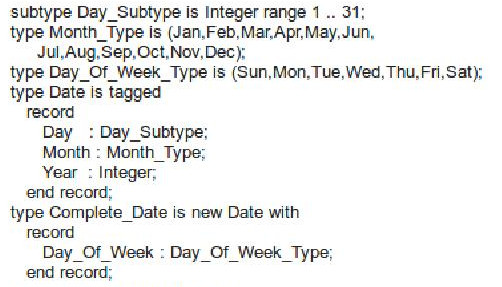 subtype Day_Subtype is Integer range 1 .. 31;
type Month_Type is (Jan,Feb,Mar,Apr,May,Jun,
Jul,Aug,Sep,Oct,Nov,Dec);
type Day_Of_Week_Type is (Sun,Mon,Tue,Wed,Thu,Fri,Sat);
type Date is tagged
record
Day : Day_Subtype;
Month : Month_Type;
Year : Integer;
end record;
type Complete_Date is new Date with
record
Day_Of_Week : Day_Of_Week_Type;
end record;